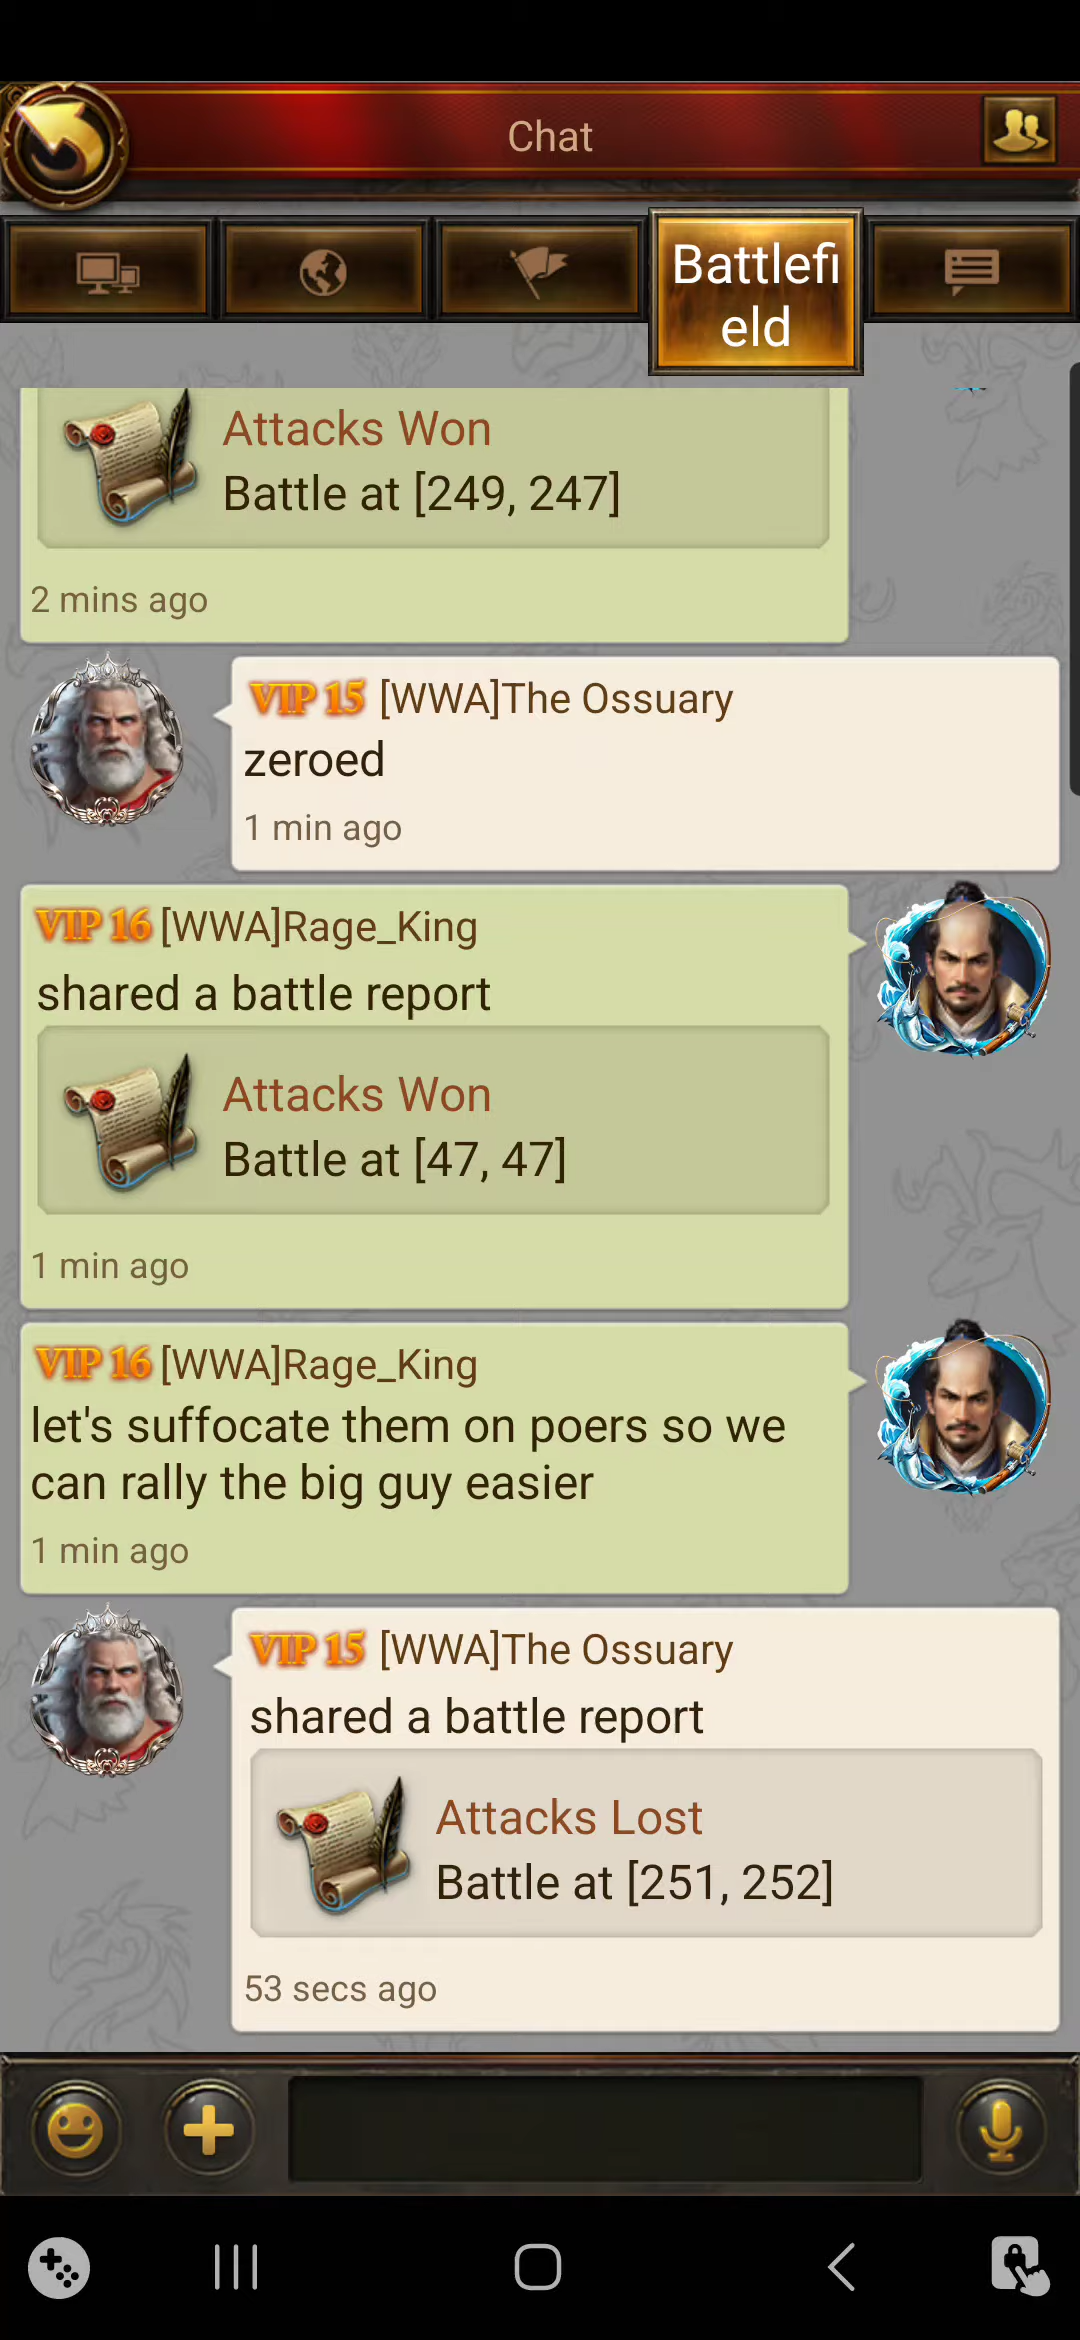 Chat
Battlefi
eld
Attacks Won
Battle at [249, 247]
2 mins ago
VIP 15 [WWA]The Ossuary
zeroed
1 min ago
VIP 16 [WWA]Rage_King
shared a battle report
Attacks Won
Battle at [47, 47]
1 min ago
VIP 16 [WWA]Rage_King
let's suffocate them on poers so we
can rally the big guy easier
1 min ago
VIP 15 [WWA]The Ossuary
shared a battle report
Attacks Lost
Battle at [251, 252]
53 secs ago